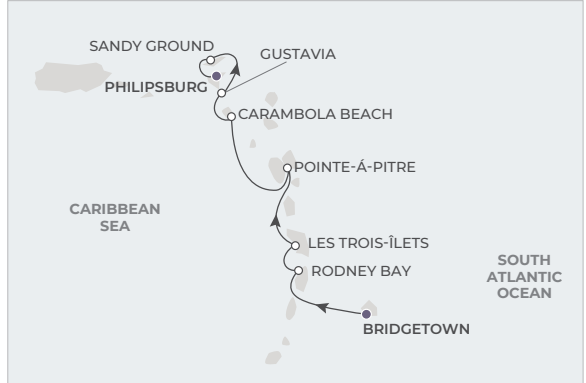 SANDY GROUND
GUSTAVIA
PHILIPSBURG
CARAMBOLA BEACH
POINTE-Á-PITRE
CARIBBEAN
SEA
LES TROIS-ÎLETS
RODNEY BAY
SOUTH
ATLANTIC
OCEAN
BRIDGETOWN